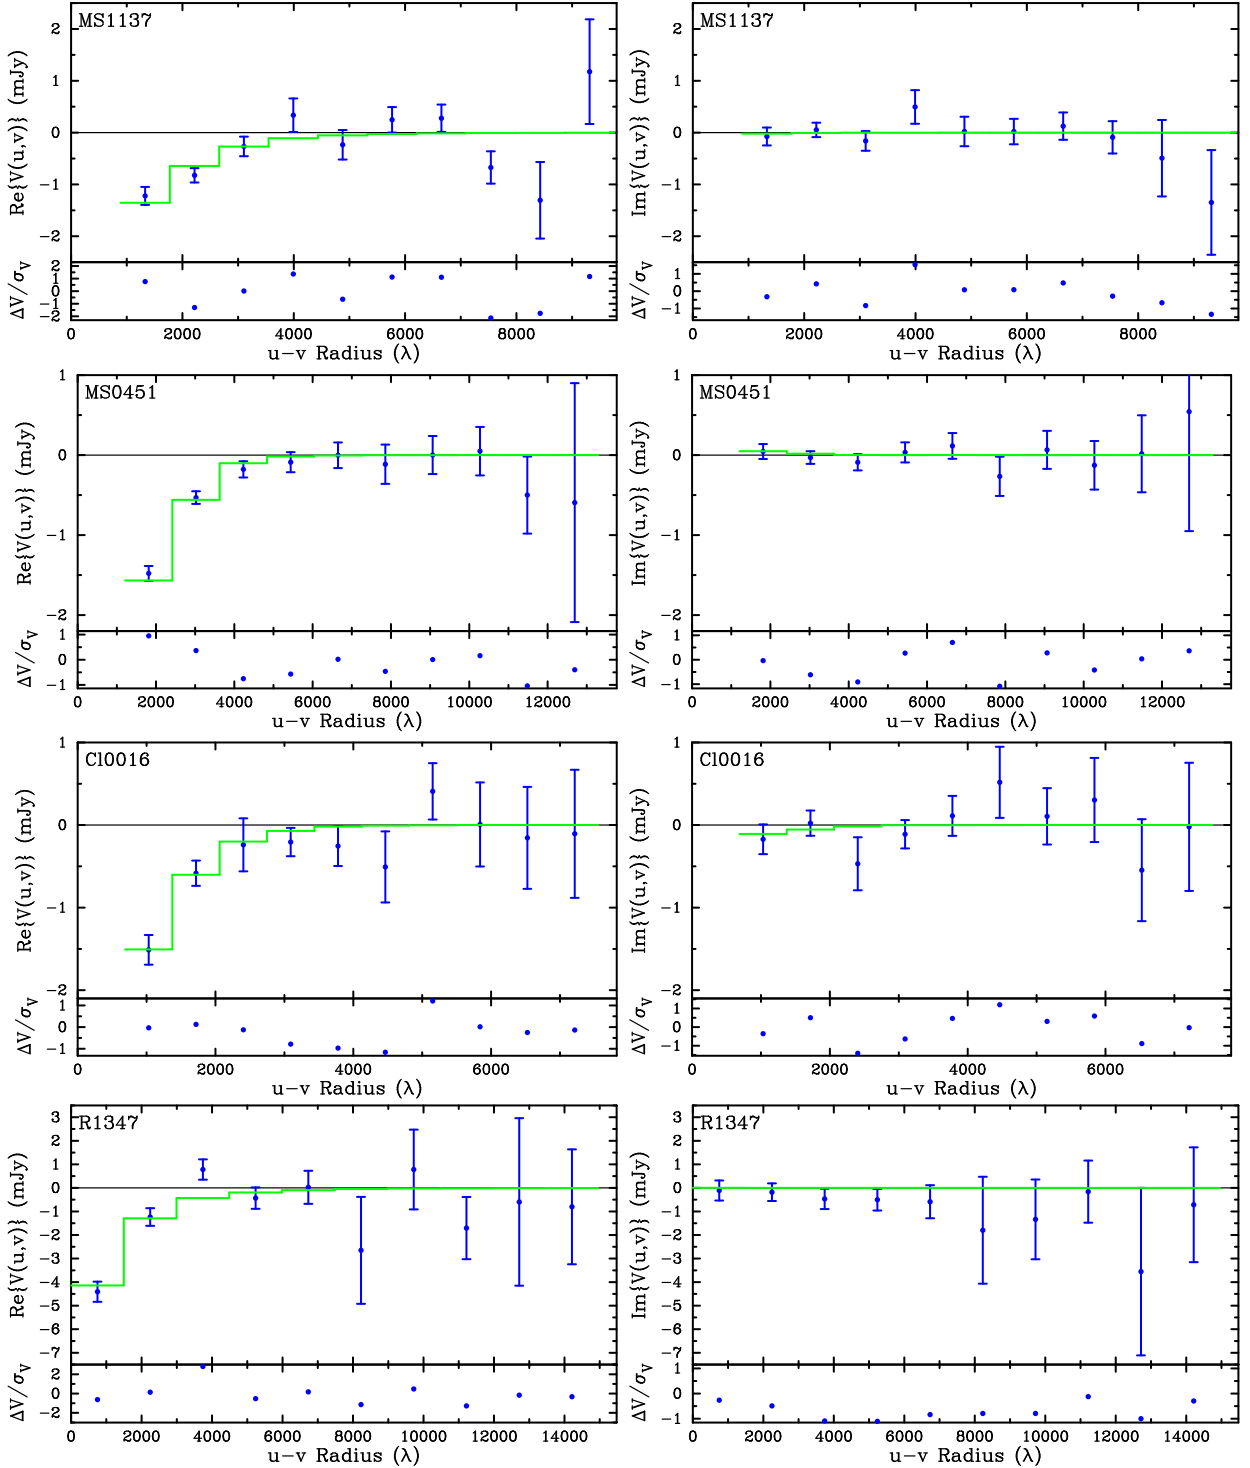 MS1137
Re{V(u,v)} (mJy)
2
1
0
−1
−2
ΔV/σV
2
1
0
−1
−2
0 2000 4000 6000 8000
u−v Radius (λ)
MS1137
Im{V(u,v)} (mJy)
2
1
0
−1
−2
ΔV/σV
1
0
−1
0 2000 4000 6000 8000
u−v Radius (λ)
MS0451
Re{V(u,v)} (mJy)
1
0
−1
−2
ΔV/σV
1
0
−1
0 2000 4000 6000 8000 10000 12000
u−v Radius (λ)
MS0451
Im{V(u,v)} (mJy)
1
0
−1
−2
ΔV/σV
1
0
−1
0 2000 4000 6000 8000 10000 12000
u−v Radius (λ)
Cl0016
Re{V(u,v)} (mJy)
1
0
−1
−2
ΔV/σV
1
0
−1
0 2000 4000 6000
u−v Radius (λ)
Cl0016
Im{V(u,v)} (mJy)
1
0
−1
−2
ΔV/σV
1
0
−1
0 2000 4000 6000
u−v Radius (λ)
R1347
Re{V(u,v)} (mJy)
3
2
1
0
−1
−2
−3
−4
−5
−6
−7
ΔV/σV
2
0
−2
0 2000 4000 6000 8000 10000 12000 14000
u−v Radius (λ)
R1347
Im{V(u,v)} (mJy)
3
2
1
0
−1
−2
−3
−4
−5
−6
−7
ΔV/σV
1
0
−1
0 2000 4000 6000 8000 10000 12000 14000
u−v Radius (λ)